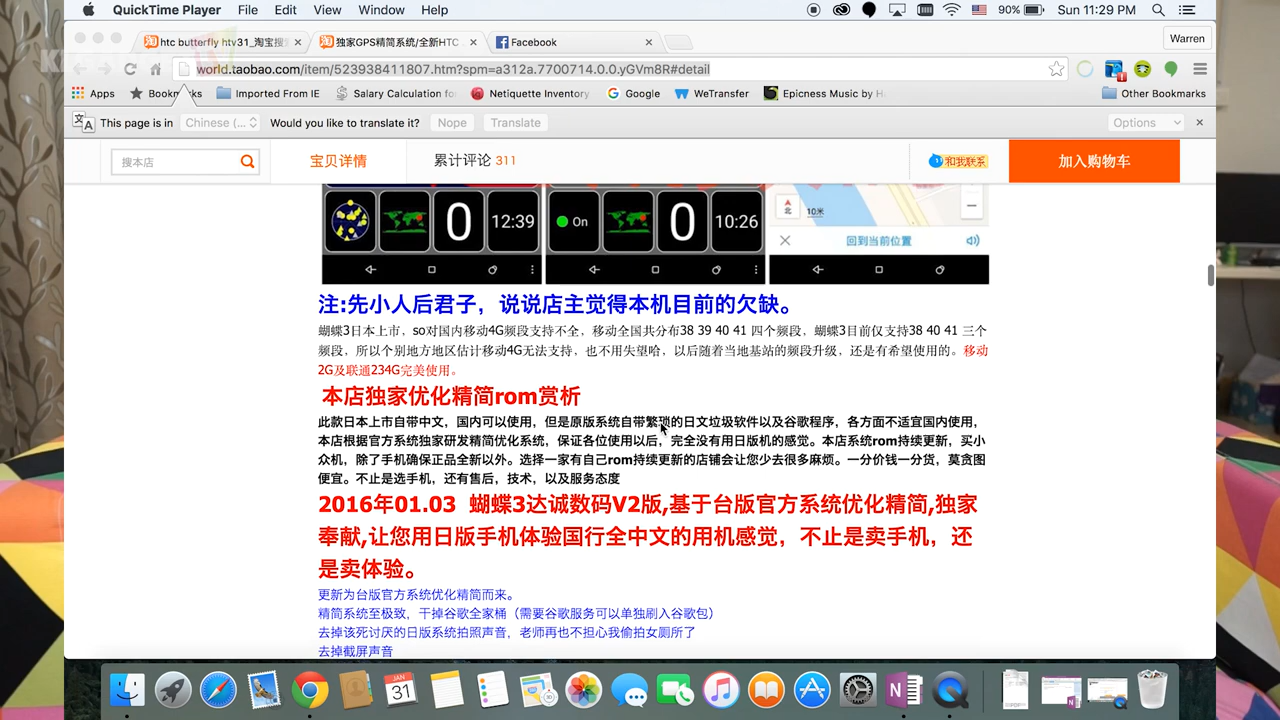 QuickTime Player File Edit View Window Help 90% Sun 11:29 PM
htc butterfly htv31_淘宝搜 独家GPS精简系统/全新HTC Facebook Warren
world.taobao.com/item/523938411807.htm?spm=a312a.7700714.0.0.yGVm8R#detail
Apps Bookmarks Imported From IE Salary Calculation fo Netiquette Inventory Google WeTransfer Epicness Music by H Other Bookmarks
This page is in Chinese (... Would you like to translate it? Nope Translate Options
搜本店 宝贝详情 累计评论 311 和我联系 加入购物车
0 12:39 On 0 10:26 北 10米
回到当前位置
注:先小人后君子，说说店主觉得本机目前的欠缺。
蝴蝶3日本上市，so对国内移动4G频段支持不全，移动全国共分布38 39 40 41 四个频段，蝴蝶3目前仅支持38 40 41 三个
频段，所以个别地方地区估计移动4G无法支持，也不用失望哈，以后随着当地基站的频段升级，还是有希望使用的。移动
2G及联通234G完美使用。
本店独家优化精简rom赏析
此款日本上市自带中文，国内可以使用，但是原版系统自带繁琐的日文垃圾软件以及谷歌程序，各方面不适宜国内使用，
本店根据官方系统独家研发精简优化系统，保证各位使用以后，完全没有用日版机的感觉。本店系统rom持续更新，买小
众机，除了手机确保正品全新以外。选择一家有自己rom持续更新的店铺会让您少去很多麻烦。一分价钱一分货，莫贪图
便宜。不止是选手机，还有售后，技术，以及服务态度
2016年01.03 蝴蝶3达诚数码V2版,基于台版官方系统优化精简,独家
奉献,让您用日版手机体验国行全中文的用机感觉，不止是卖手机，还
是卖体验。
更新为台版官方系统优化精简而来。
精简系统至极致，干掉谷歌全家桶（需要谷歌服务可以单独刷入谷歌包）
去掉该死讨厌的日版系统拍照声音，老师再也不担心我偷拍女厕所了
去掉截屏声音
JAN
31